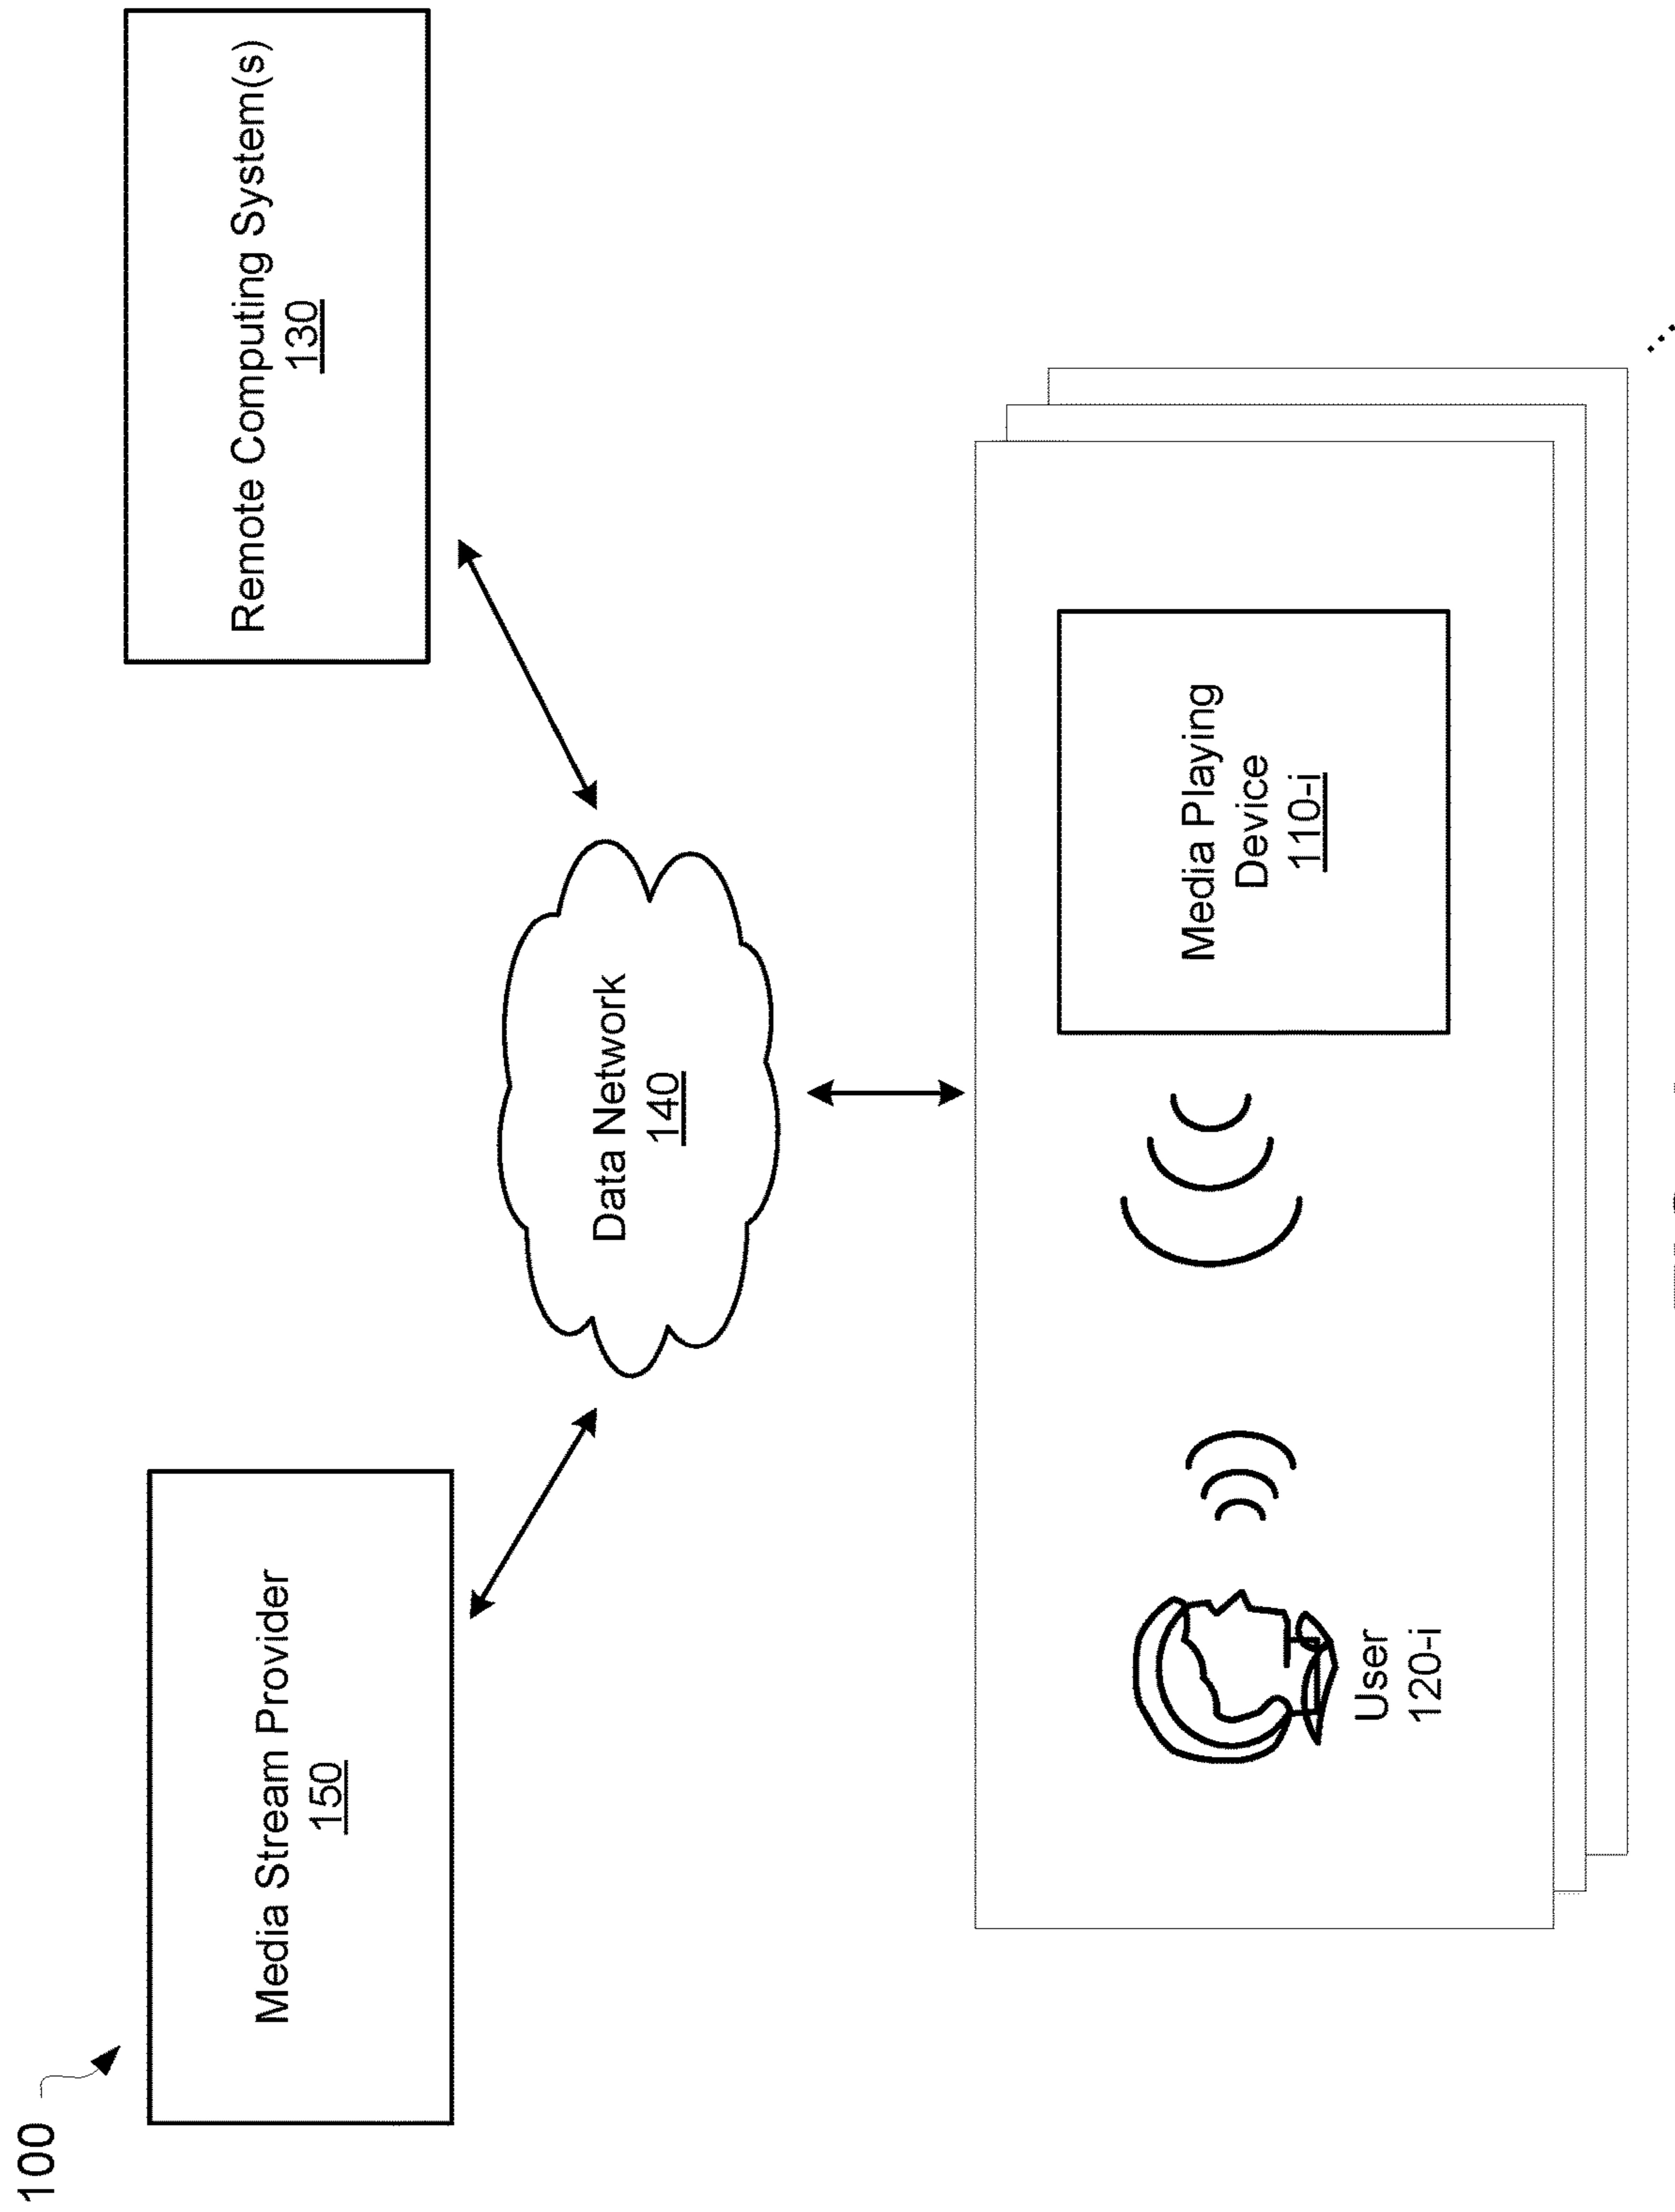 100
Media Stream Provider
150
Remote Computing System(s)
130
Data Network
140
User
120-i
Media Playing
Device
110-i